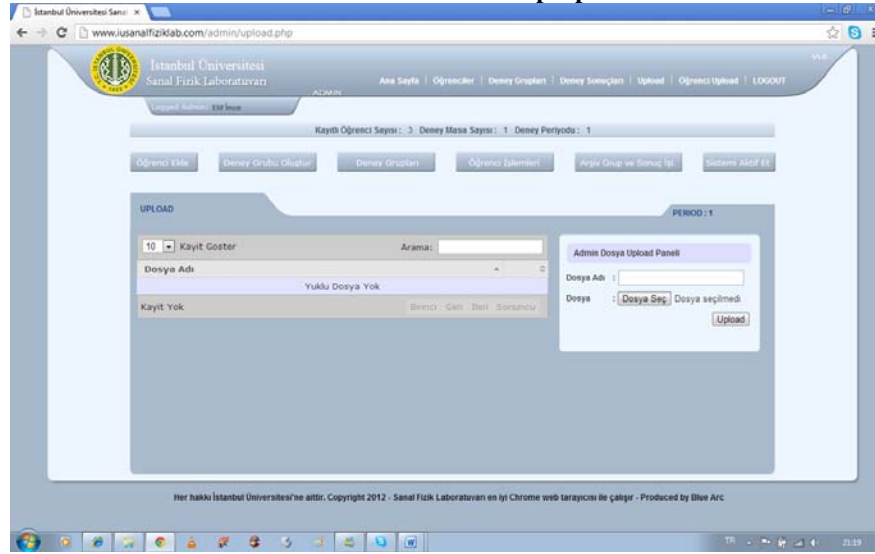 İstanbul Üniversitesi Sanal
www.iusanalfiziklab.com/admin/upload.php
İstanbul Üniversitesi
Sanal Fizik Laboratuvarı
ADMIN
Ana Sayfa | Öğrenciler | Deney Grupları | Deney Sonuçları | Upload | Öğrenci Upload | LOGOUT
Logged Admin: Elif İnce
Kayıtlı Öğrenci Sayısı : 3 Deney Masa Sayısı : 1 Deney Periyodu : 1
Öğrenci Ekle
Deney Grubu Oluştur
Deney Grupları
Öğrenci İşlemleri
Arşiv Grup ve Sonuç İşl.
Sistemi Aktif Et
UPLOAD
PERIOD : 1
10 Kayit Goster
Arama:
Dosya Adı
Yuklu Dosya Yok
Kayit Yok
Birinci Geri Ileri Sonuncu
Admin Dosya Upload Paneli
Dosya Adı :
Dosya : Dosya Seç Dosya seçilmedi
Upload
Her hakkı İstanbul Üniversitesi'ne aittir. Copyright 2012 - Sanal Fizik Laboratuvarı en iyi Chrome web tarayıcısı ile çalışır - Produced by Blue Arc
TR
21:19